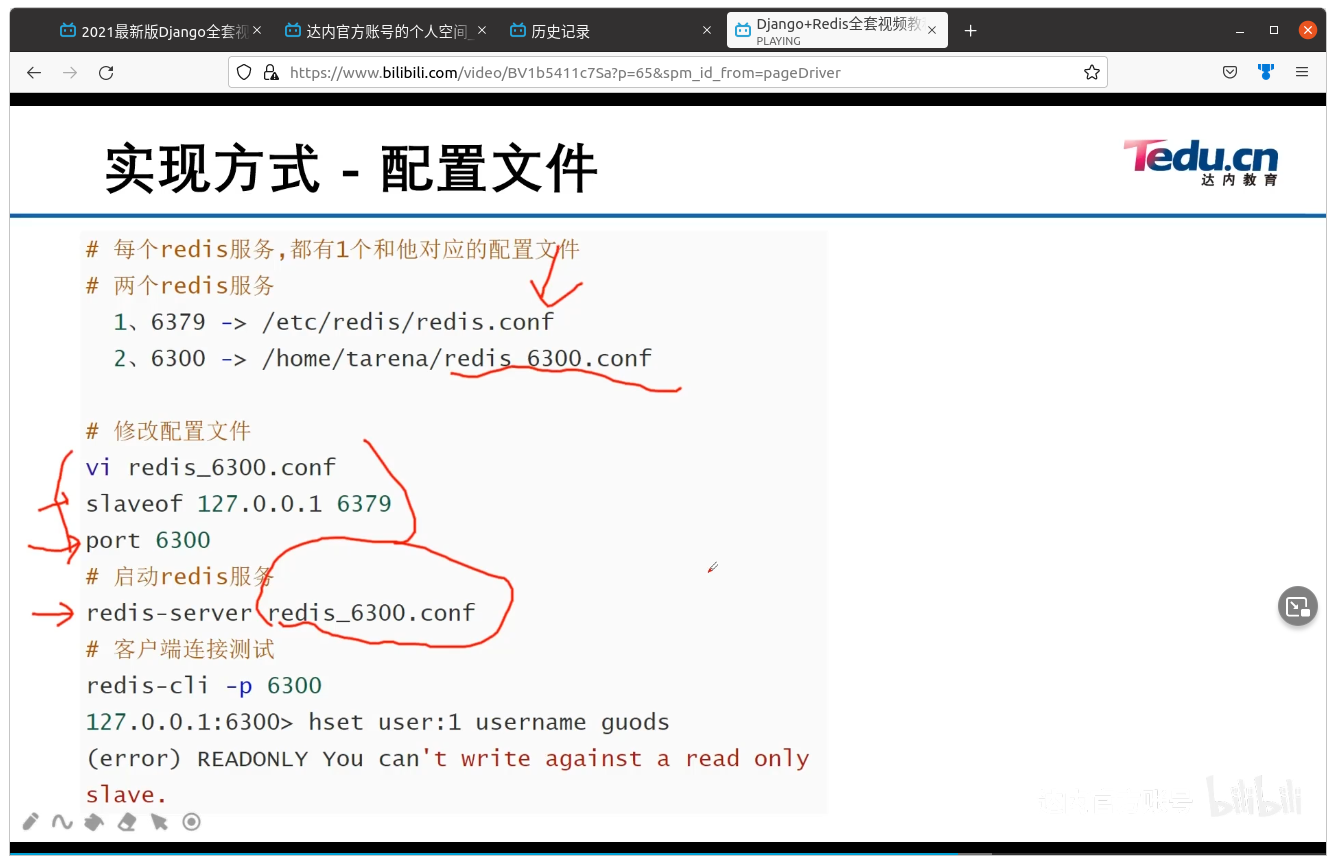 2021最新版Django全套视
达内官方账号的个人空间_
历史记录
Django+Redis全套视频教
PLAYING
https://www.bilibili.com/video/BV1b5411c7Sa?p=65&spm_id_from=pageDriver
实现方式 - 配置文件
Tedu.cn
达内教育
# 每个redis服务,都有1个和他对应的配置文件
# 两个redis服务
1、6379 -> /etc/redis/redis.conf
2、6300 -> /home/tarena/redis_6300.conf
# 修改配置文件
vi redis_6300.conf
slaveof 127.0.0.1 6379
port 6300
# 启动redis服务
redis-server redis_6300.conf
# 客户端连接测试
redis-cli -p 6300
127.0.0.1:6300> hset user:1 username guods
(error) READONLY You can't write against a read only
slave.
bilibili